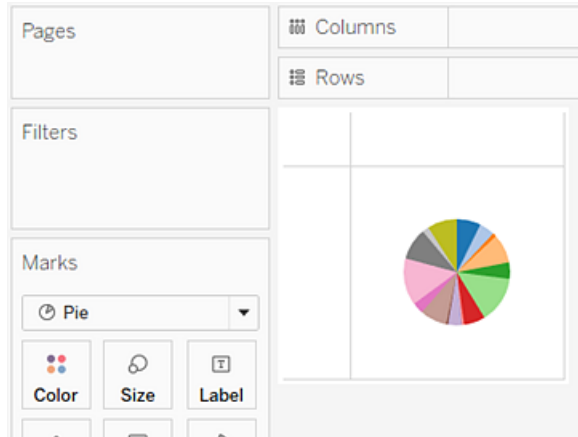 Pages
Columns
Rows
Filters
Marks
Pie
Color Size Label